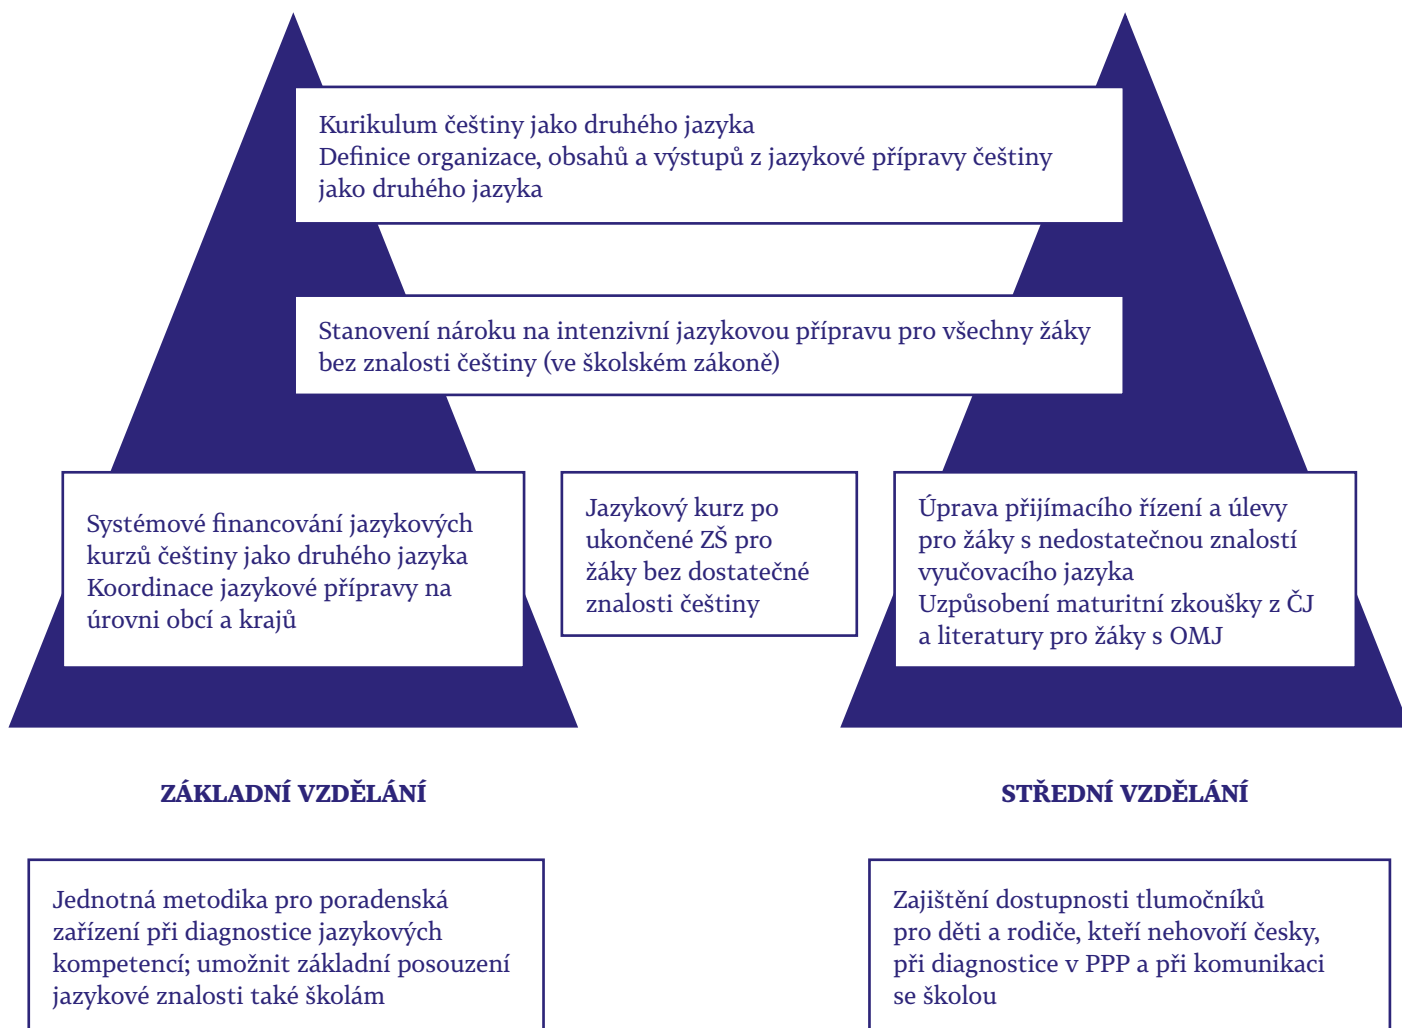 Kurikulum češtiny jako druhého jazyka
Definice organizace, obsahů a výstupů z jazykové přípravy češtiny
jako druhého jazyka
Stanovení nároku na intenzivní jazykovou přípravu pro všechny žáky
bez znalosti češtiny (ve školském zákoně)
Systémové financování jazykových
kurzů češtiny jako druhého jazyka
Koordinace jazykové přípravy na
úrovni obcí a krajů
Jazykový kurz po
ukončené ZŠ pro
žáky bez dostatečné
znalosti češtiny
Úprava přijímacího řízení a úlevy
pro žáky s nedostatečnou znalostí
vyučovacího jazyka
Uzpůsobení maturitní zkoušky z ČJ
a literatury pro žáky s OMJ
ZÁKLADNÍ VZDĚLÁNÍ
STŘEDNÍ VZDĚLÁNÍ
Jednotná metodika pro poradenská
zařízení při diagnostice jazykových
kompetencí; umožnit základní posouzení
jazykové znalosti také školám
Zajištění dostupnosti tlumočníků
pro děti a rodiče, kteří nehovoří česky,
při diagnostice v PPP a při komunikaci
se školou